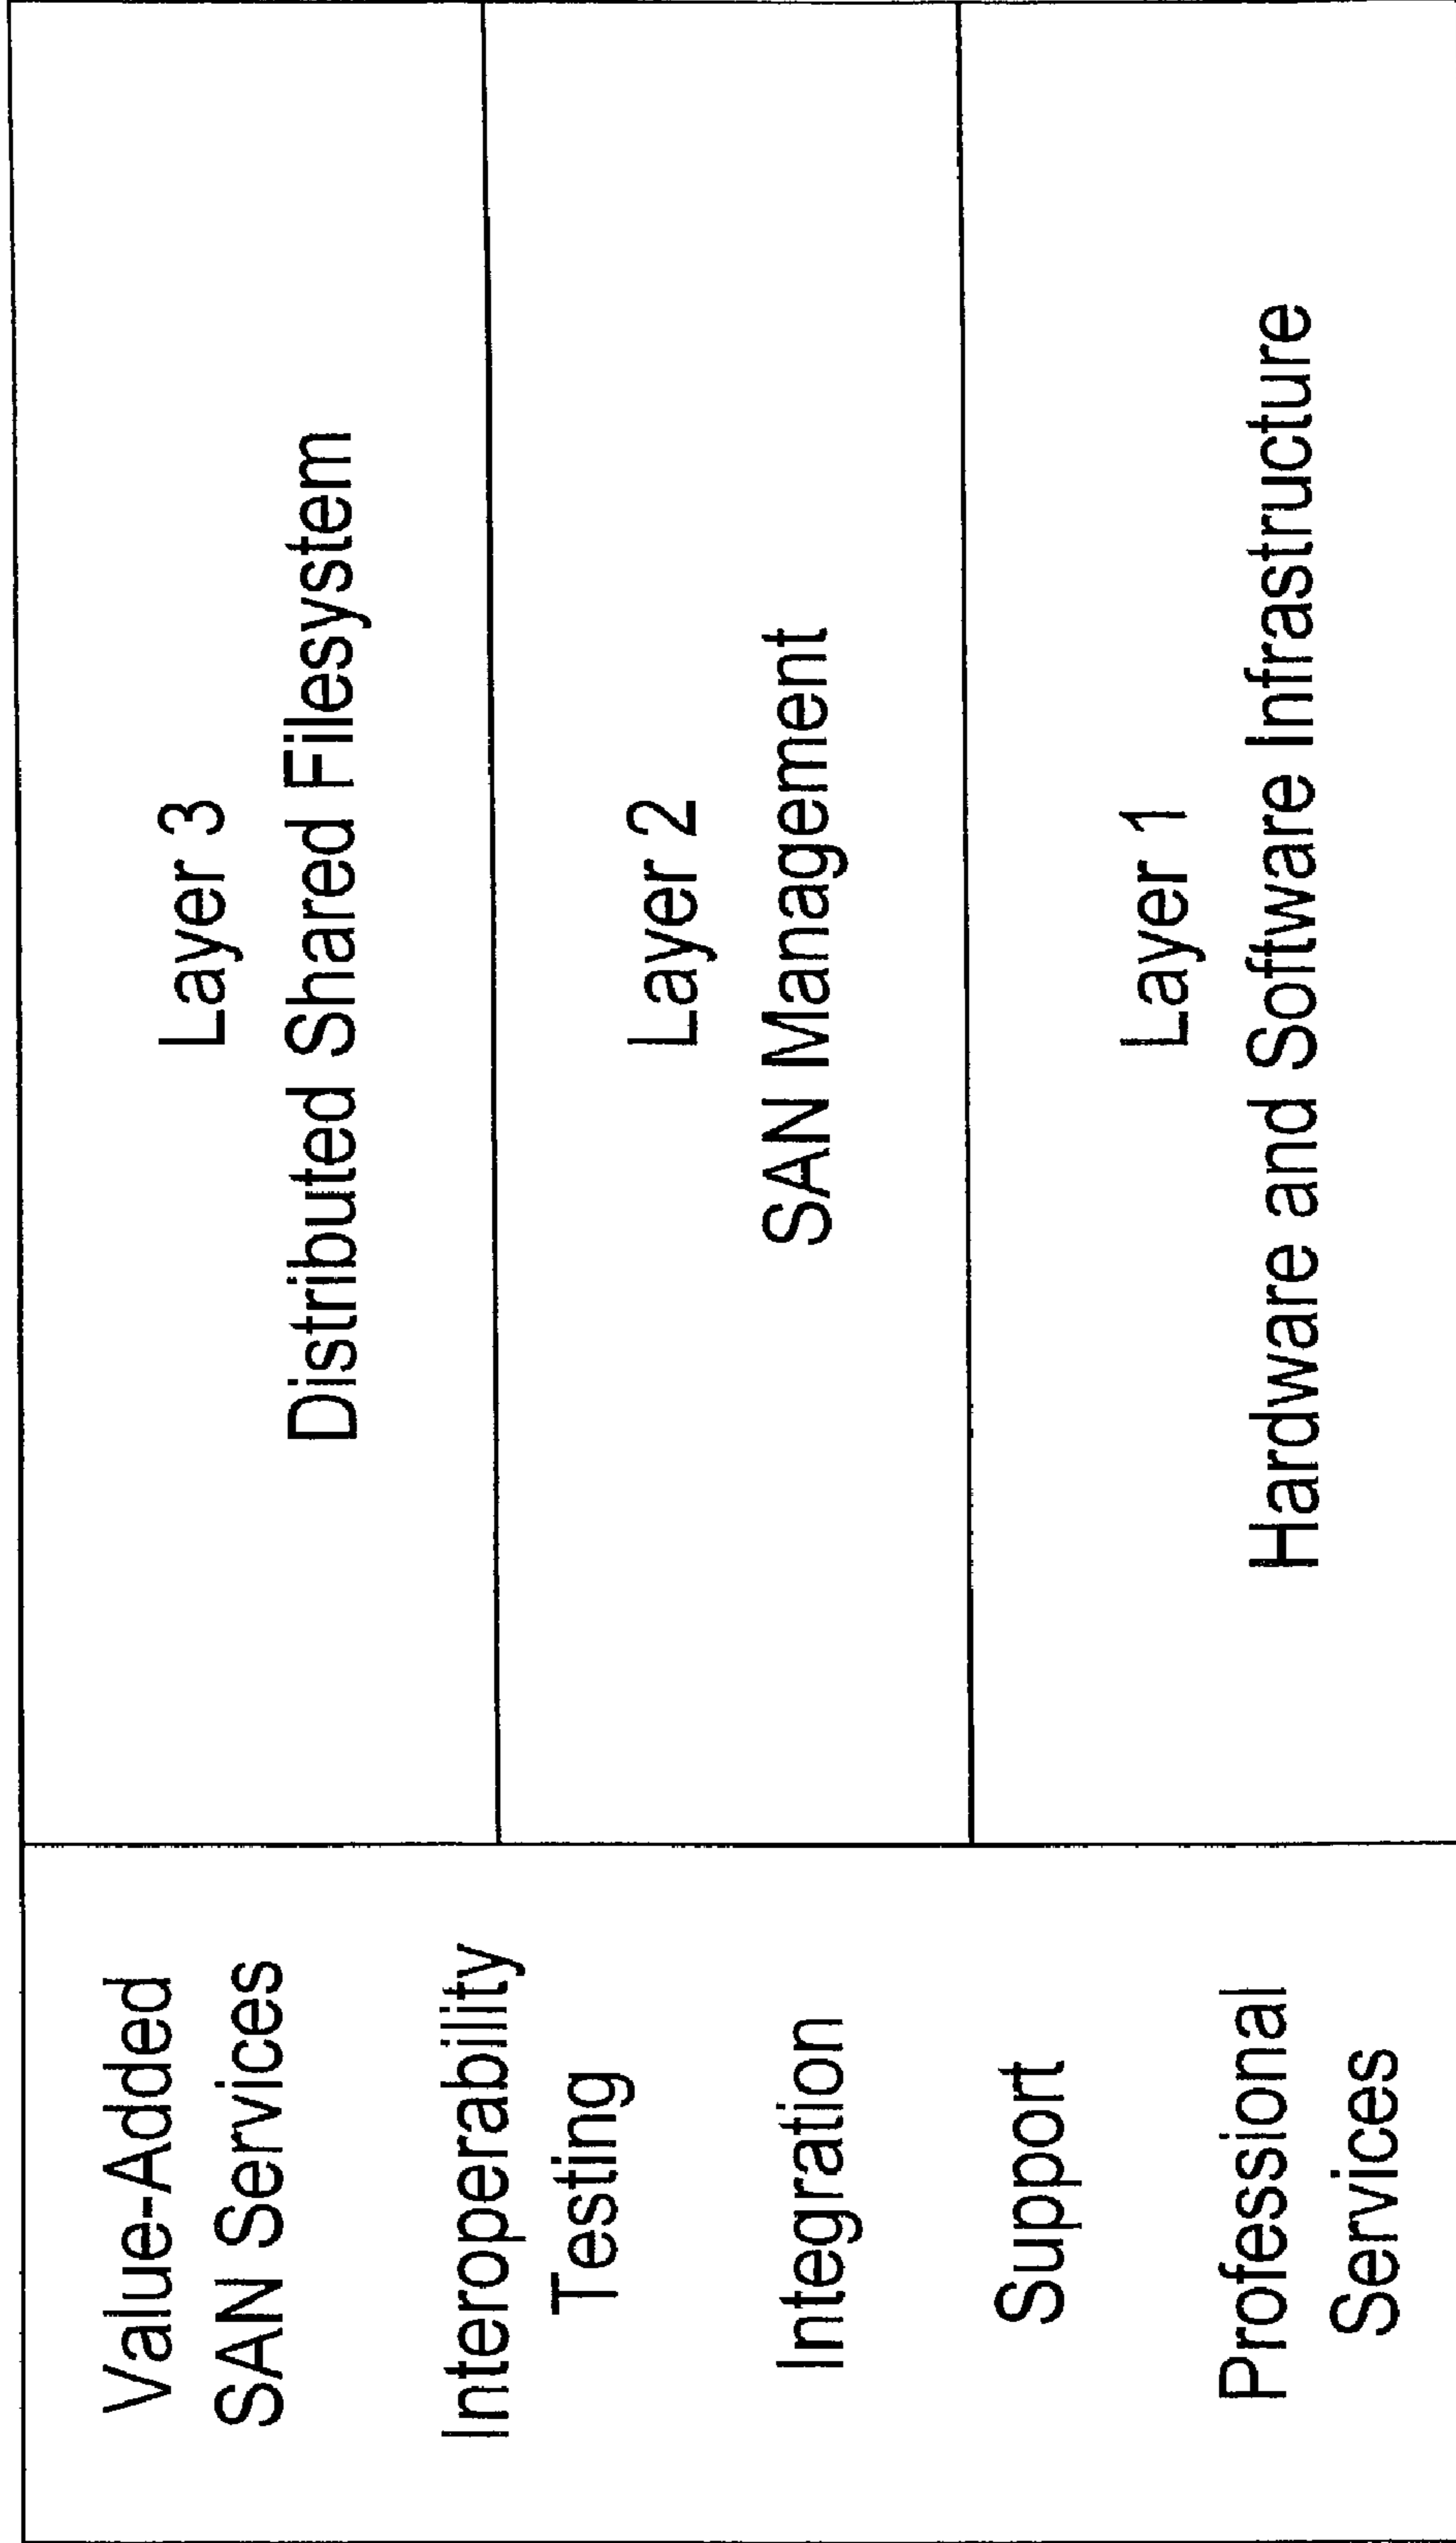 Value-Added
SAN Services
Interoperability
Testing
Integration
Support
Professional
Services
Layer 3
Distributed Shared Filesystem
Layer 2
SAN Management
Layer 1
Hardware and Software Infrastructure